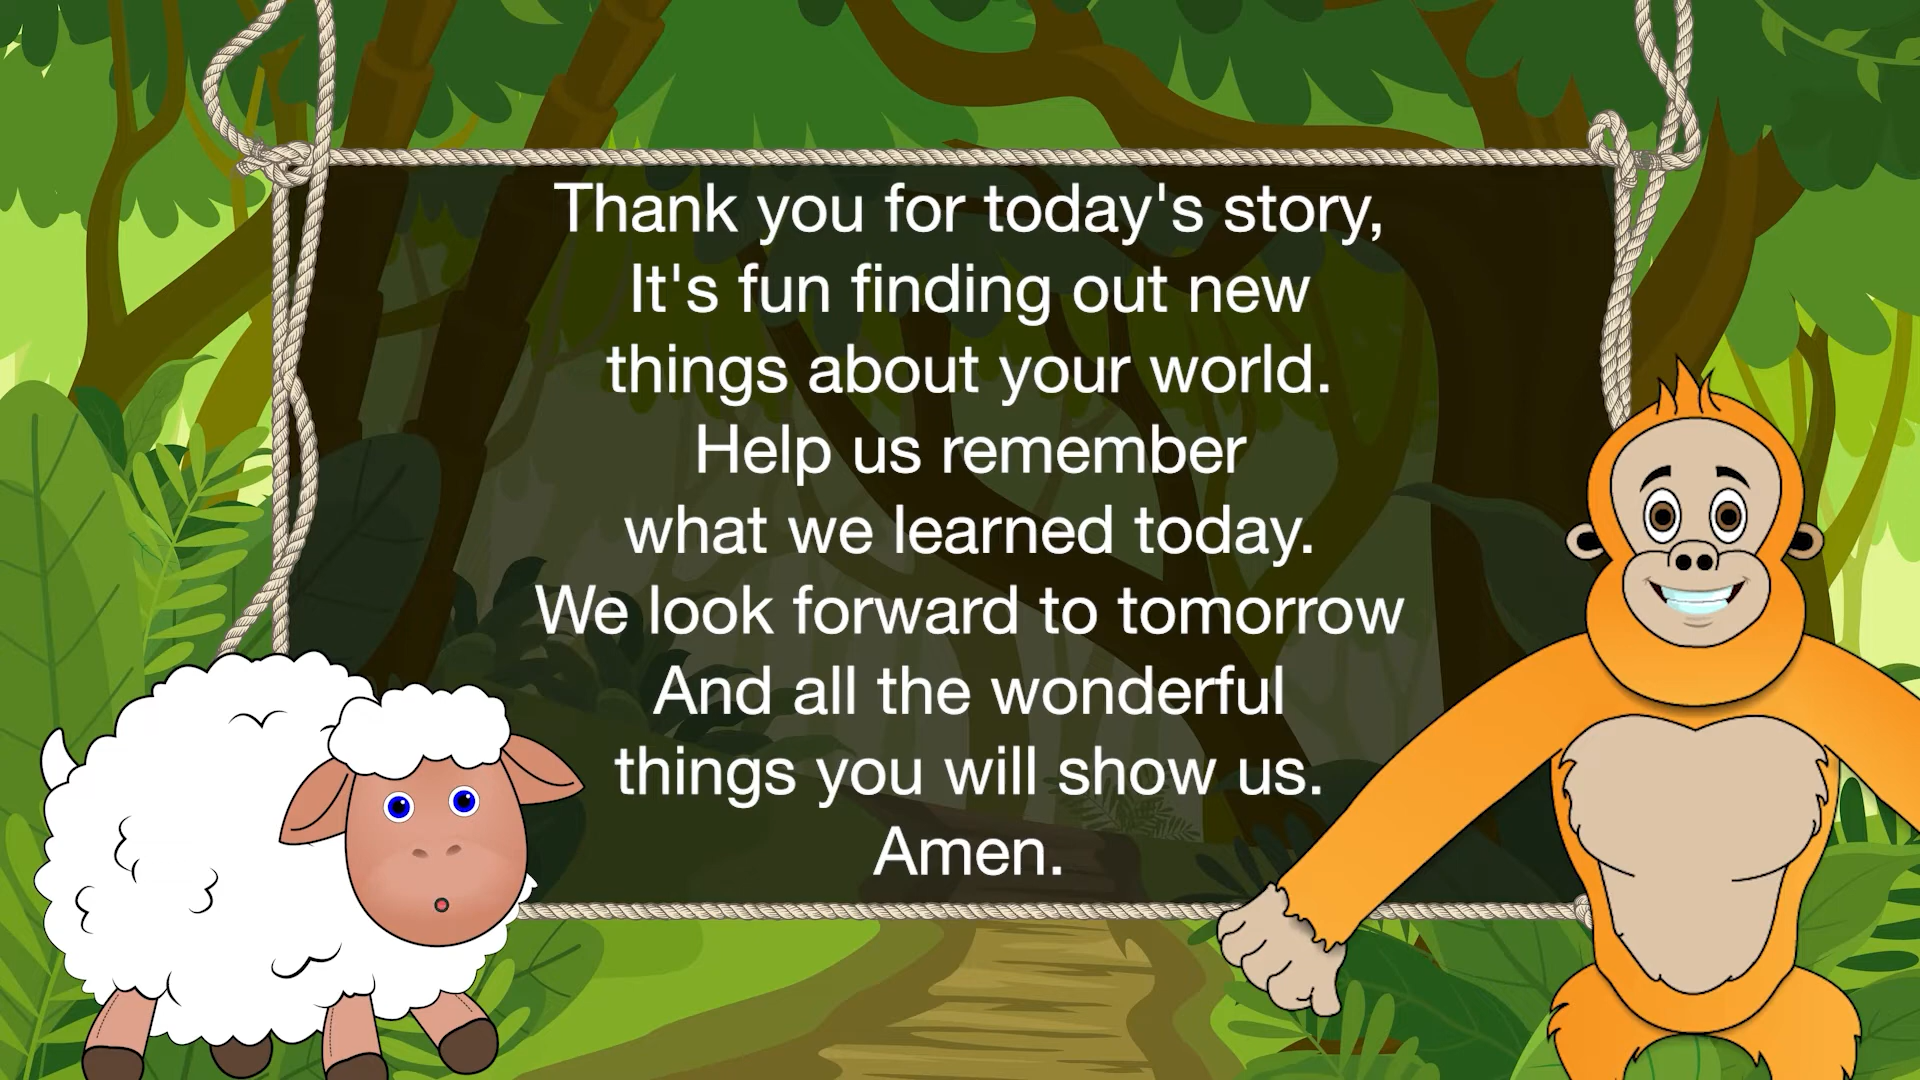 Thank you for today's story,
It's fun finding out new
things about your world.
Help us remember
what we learned today.
We look forward to tomorrow
And all the wonderful
things you will show us.
Amen.